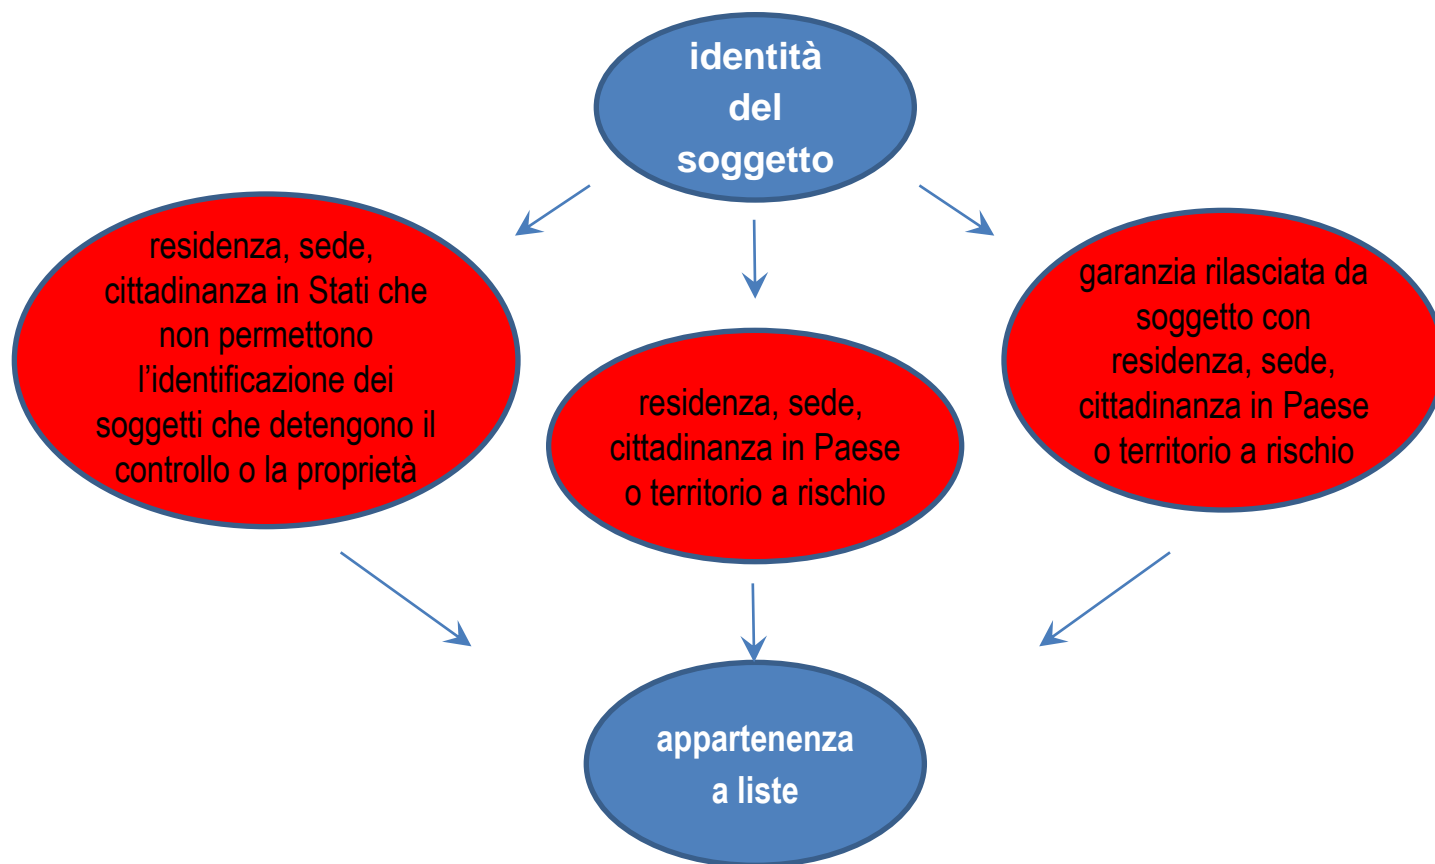 identità
del
soggetto
residenza, sede,
cittadinanza in Stati che
non permettono
l’identificazione dei
soggetti che detengono il
controllo o la proprietà
residenza, sede,
cittadinanza in Paese
o territorio a rischio
garanzia rilasciata da
soggetto con
residenza, sede,
cittadinanza in Paese
o territorio a rischio
appartenenza
a liste